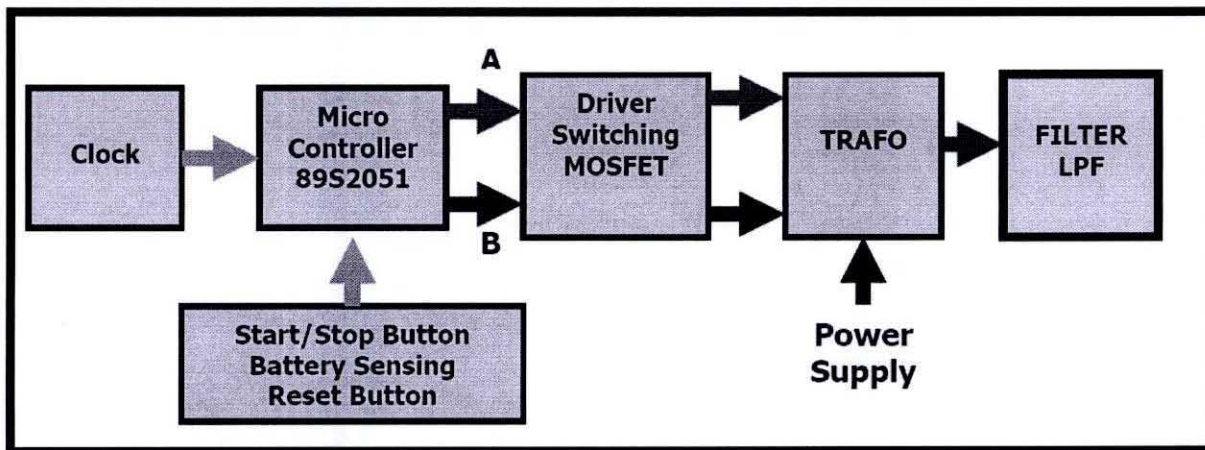 Clock
Micro
Controller
89S2051
A
B
Driver
Switching
MOSFET
TRAFO
FILTER
LPF
Start/Stop Button
Battery Sensing
Reset Button
Power
Supply